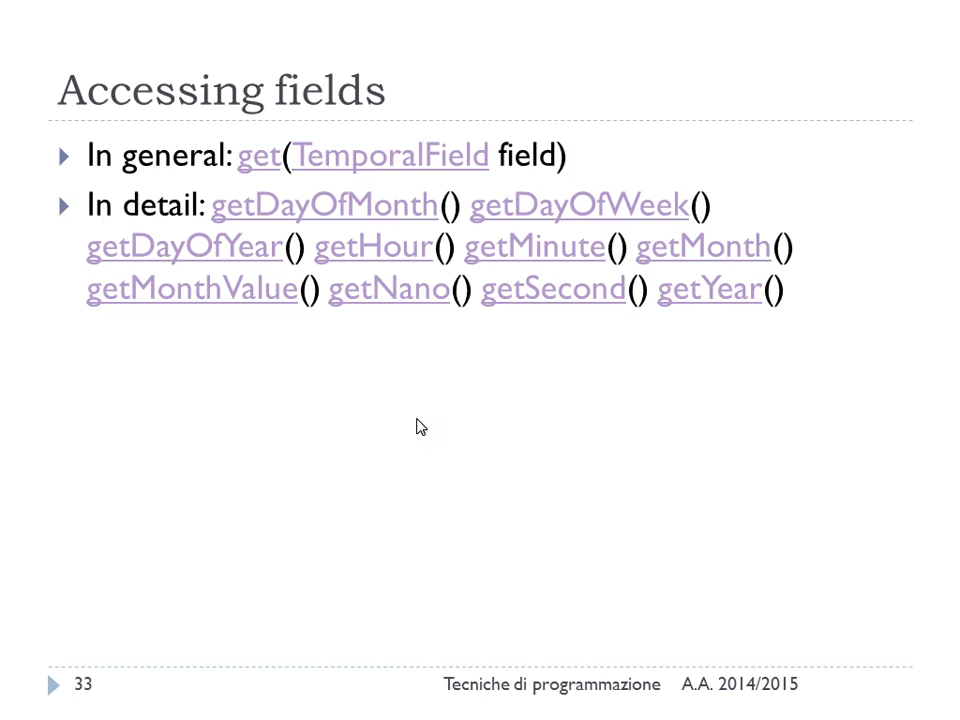 Accessing fields
In general: get(TemporalField field)
In detail: getDayOfMonth() getDayOfWeek()
getDayOfYear() getHour() getMinute() getMonth()
getMonthValue() getNano() getSecond() getYear()
33 Tecniche di programmazione A.A. 2014/2015